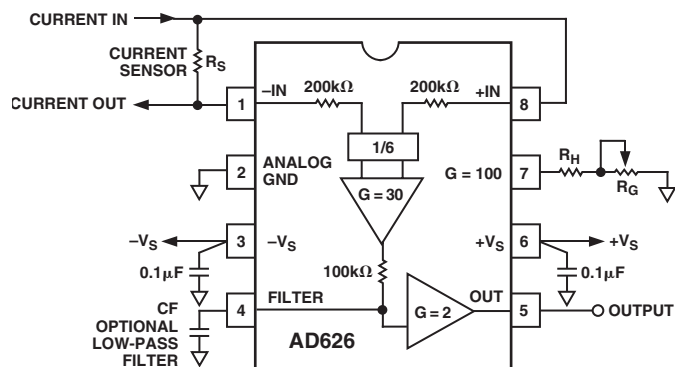 CURRENT IN
CURRENT
SENSOR
RS
CURRENT OUT
1
–IN
200kΩ
200kΩ
+IN
8
1/6
2
ANALOG
GND
G = 30
G = 100
7
RH
RG
–VS
3
–VS
+VS
6
+VS
0.1µF
100kΩ
0.1µF
CF
OPTIONAL
LOW-PASS
FILTER
4
FILTER
G = 2
OUT
5
OUTPUT
AD626